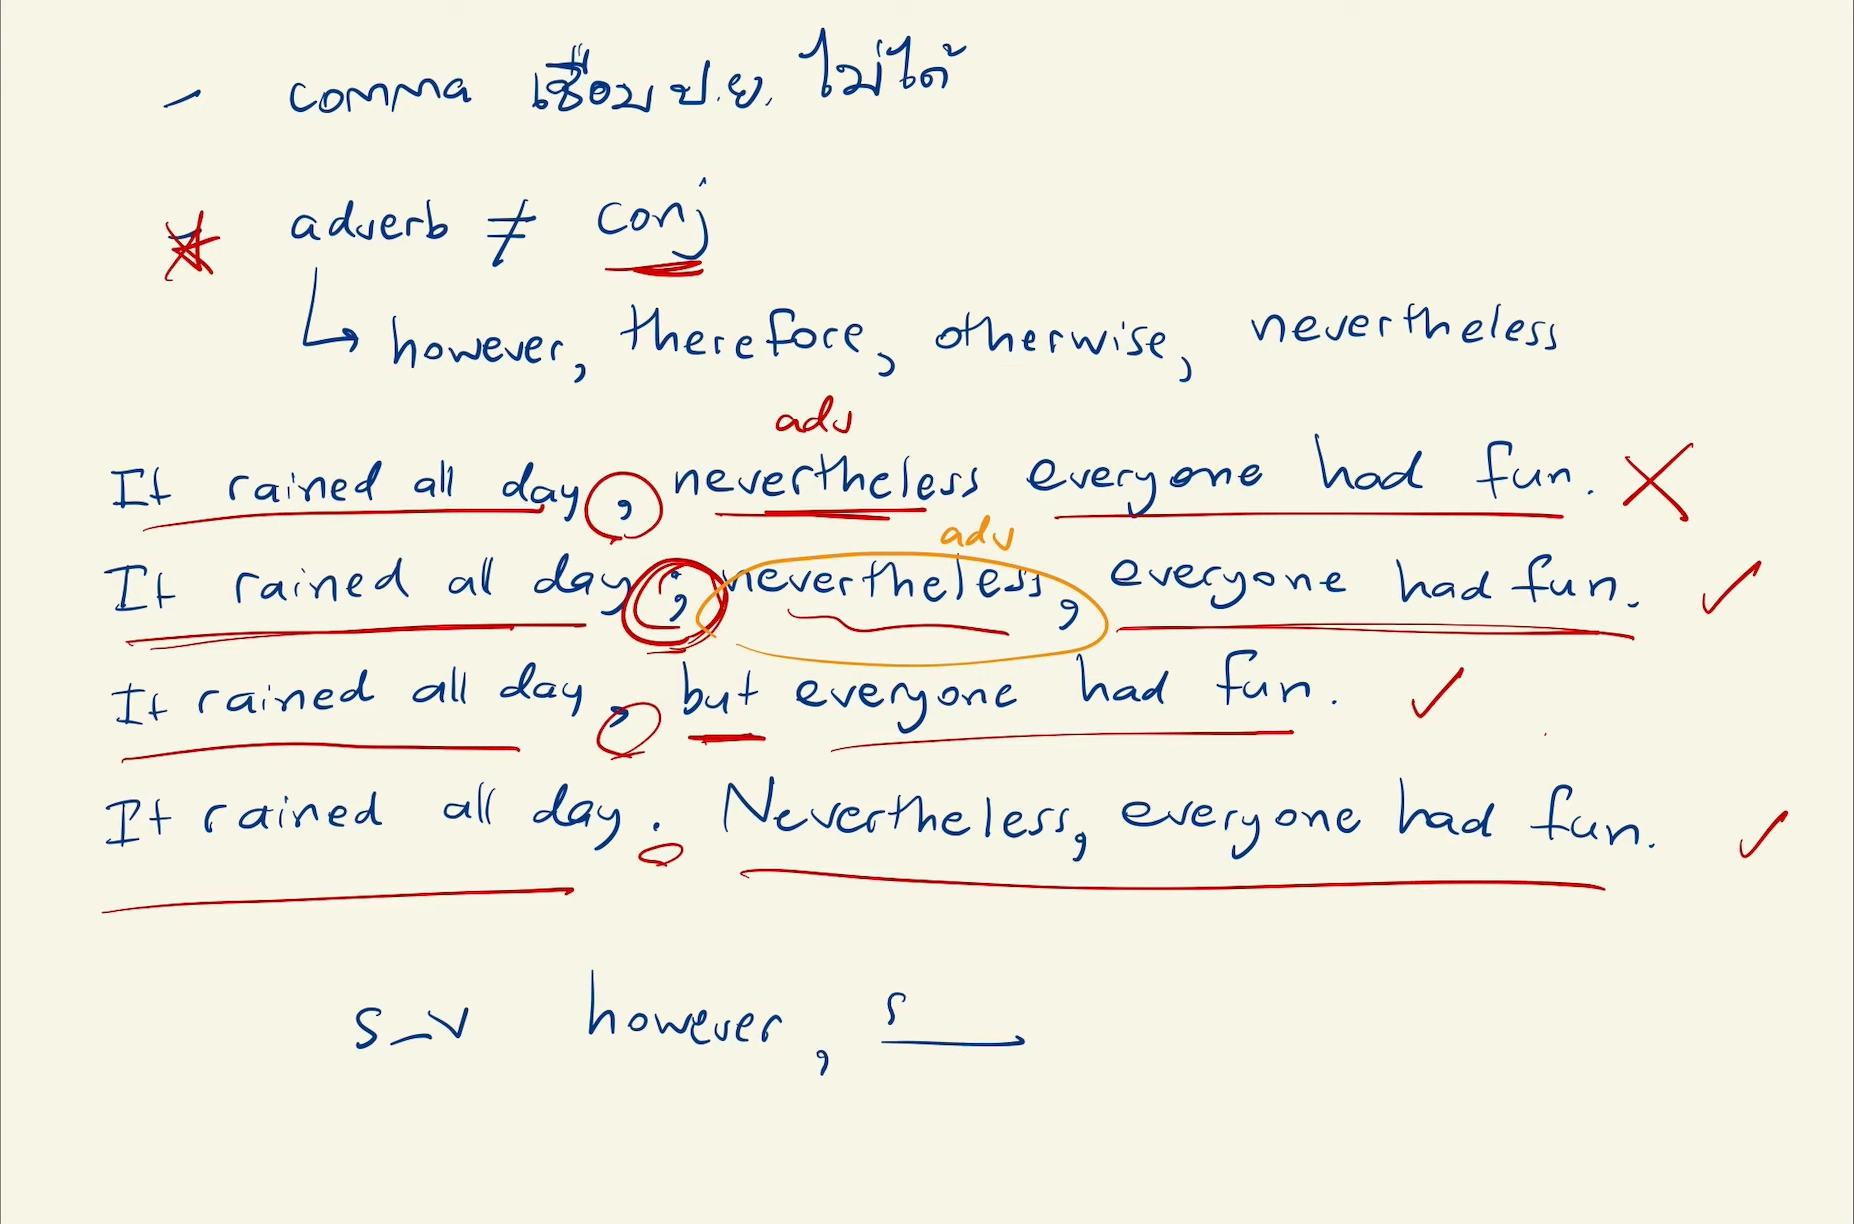 - comma เชื่อม ป.ย. ไม่ได้
adverb ≠ conj
↳ however, therefore, otherwise, nevertheless
adv
It rained all day, nevertheless everyone had fun. ✗
adv
It rained all day; nevertheless, everyone had fun. ✓
It rained all day, but everyone had fun. ✓
It rained all day. Nevertheless, everyone had fun. ✓
S_V however, S